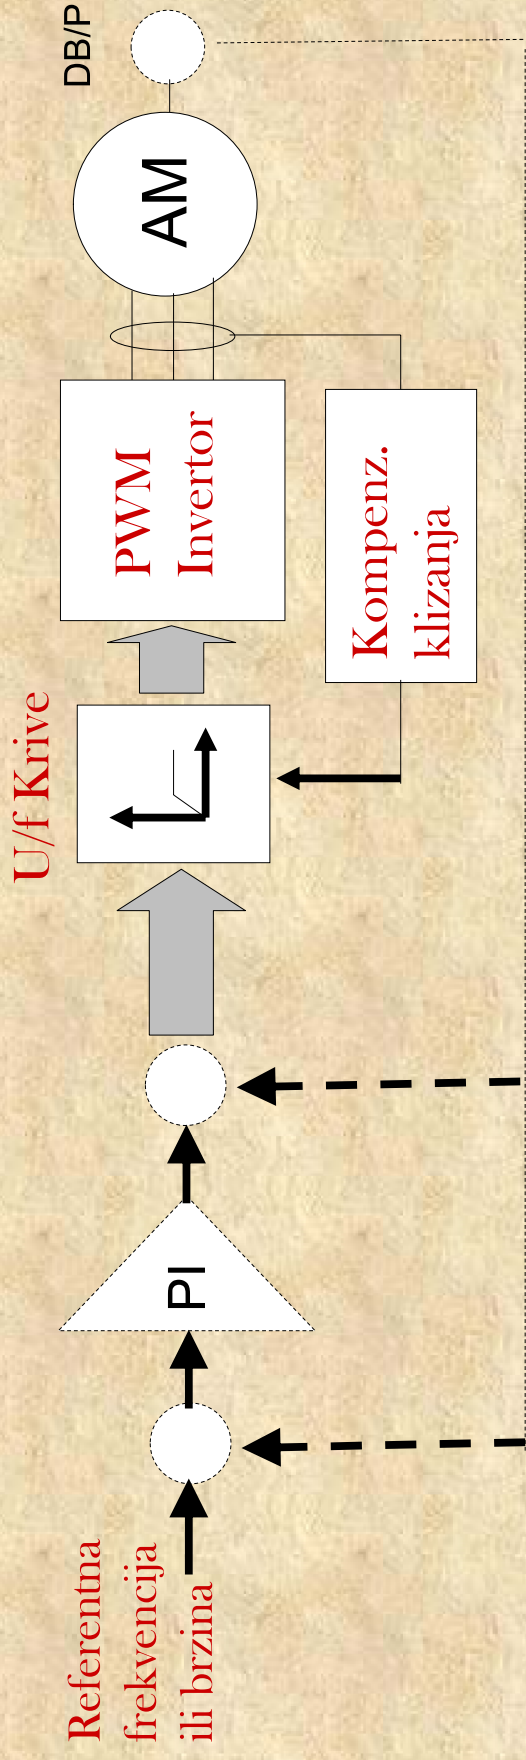 Referentna
frekvencija
ili brzina
PI
U/f Krive
PWM
Invertor
Kompenz.
klizanja
AM
DB/P